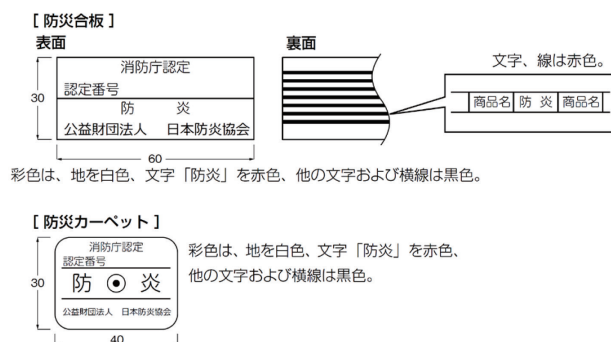 [ 防災合板 ]
表面
裏面
消防庁認定
認定番号
防 炎
公益財団法人 日本防炎協会
30
60
文字、線は赤色。
商品名 防 炎 商品名
彩色は、地を白色、文字「防炎」を赤色、他の文字および横線は黒色。
[ 防災カーペット ]
消防庁認定
認定番号
防 炎
公益財団法人 日本防炎協会
30
40
彩色は、地を白色、文字「防炎」を赤色、
他の文字および横線は黒色。